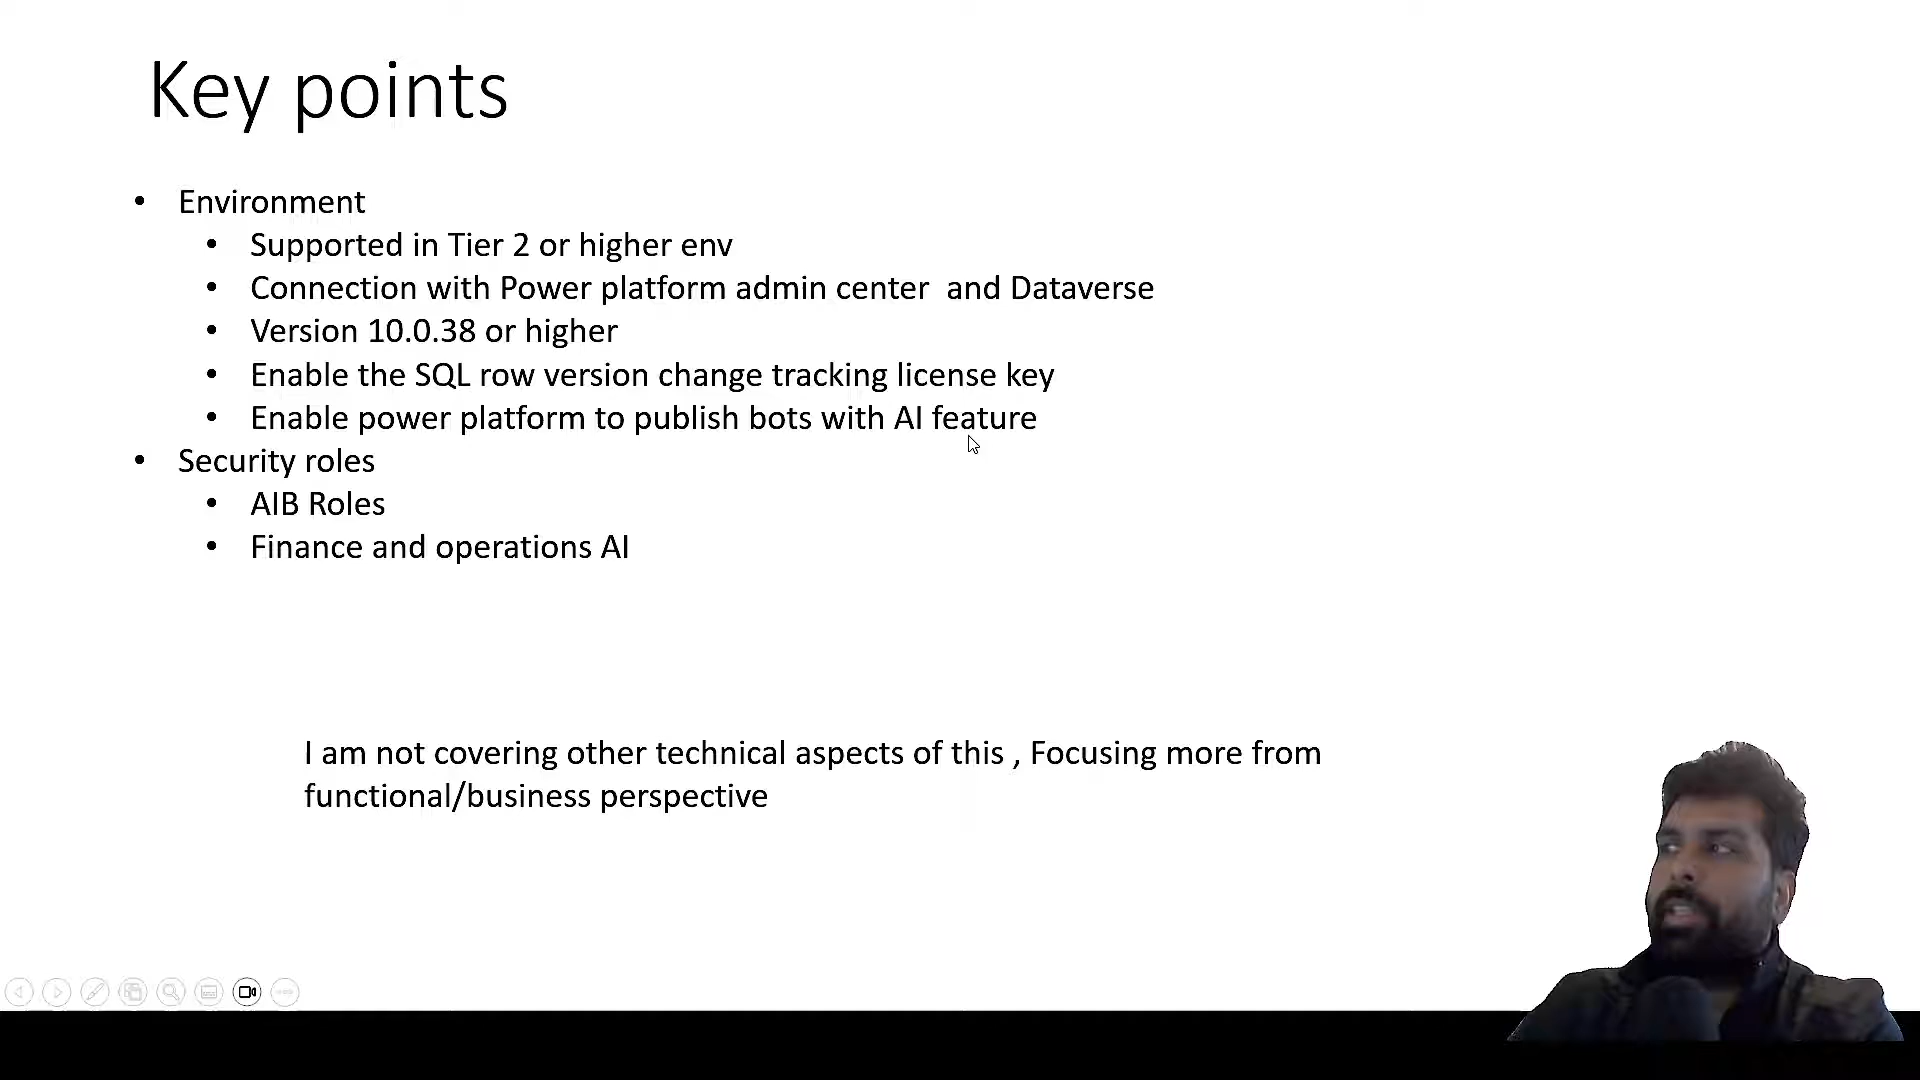 Key points
• Environment
• Supported in Tier 2 or higher env
• Connection with Power platform admin center  and Dataverse
• Version 10.0.38 or higher
• Enable the SQL row version change tracking license key
• Enable power platform to publish bots with AI feature
• Security roles
• AIB Roles
• Finance and operations AI
I am not covering other technical aspects of this , Focusing more from
functional/business perspective